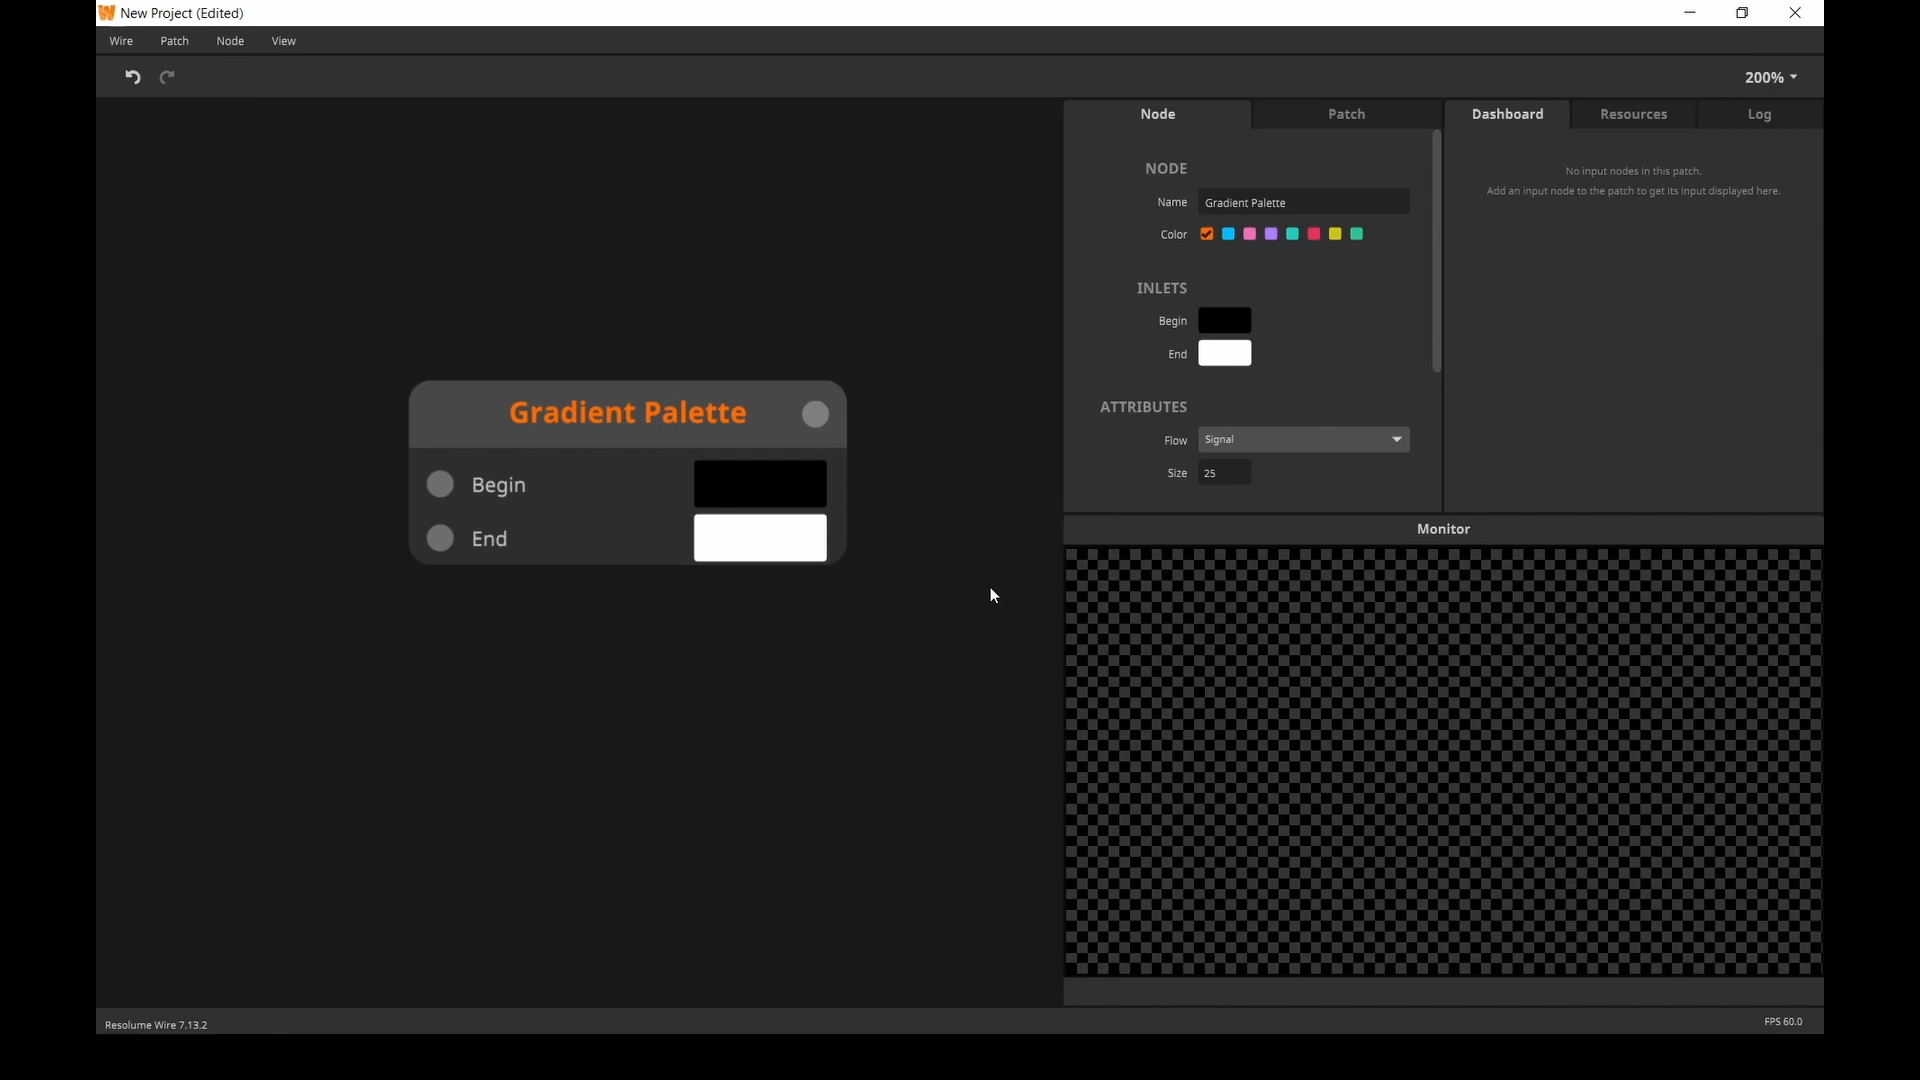 New Project (Edited)
Wire Patch Node View
200%
Node Patch Dashboard Resources Log
NODE
Name Gradient Palette
Color
INLETS
Begin
End
ATTRIBUTES
Flow Signal
Size 25
No input nodes in this patch.
Add an input node to the patch to get its input displayed here.
Gradient Palette
Begin
End
Monitor
Resolume Wire 7.13.2
FPS 60.0